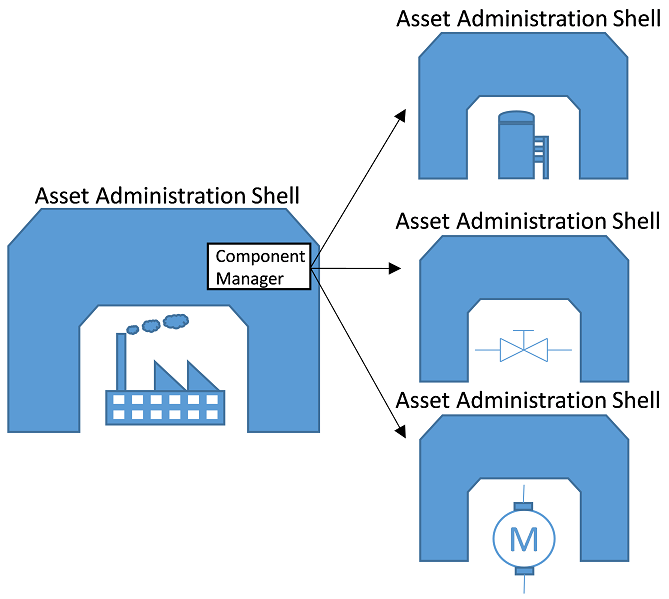 Asset Administration Shell
Asset Administration Shell
Component
Manager
Asset Administration Shell
Asset Administration Shell
M